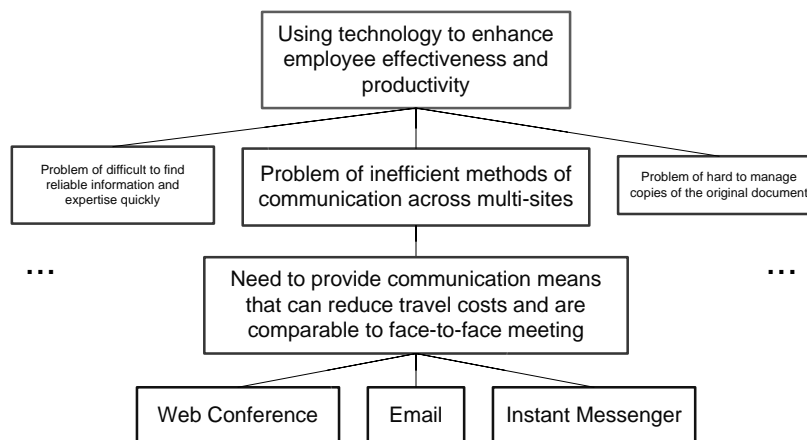 Using technology to enhance
employee effectiveness and
productivity
Problem of difficult to find
reliable information and
expertise quickly
Problem of inefficient methods of
communication across multi-sites
Problem of hard to manage
copies of the original document
...
...
Need to provide communication means
that can reduce travel costs and are
comparable to face-to-face meeting
Web Conference
Email
Instant Messenger